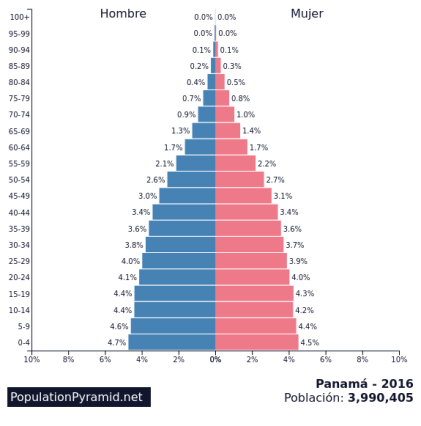 Hombre Mujer
100+ 0.0% 0.0%
95-99 0.0% 0.0%
90-94 0.1% 0.1%
85-89 0.2% 0.3%
80-84 0.4% 0.5%
75-79 0.7% 0.8%
70-74 0.9% 1.0%
65-69 1.3% 1.4%
60-64 1.7% 1.7%
55-59 2.1% 2.2%
50-54 2.6% 2.7%
45-49 3.0% 3.1%
40-44 3.4% 3.4%
35-39 3.6% 3.6%
30-34 3.8% 3.7%
25-29 4.0% 3.9%
20-24 4.1% 4.0%
15-19 4.4% 4.3%
10-14 4.4% 4.2%
5-9 4.6% 4.4%
0-4 4.7% 4.5%
10% 8% 6% 4% 2% 0% 2% 4% 6% 8% 10%
Panamá - 2016
PopulationPyramid.net Población: 3,990,405